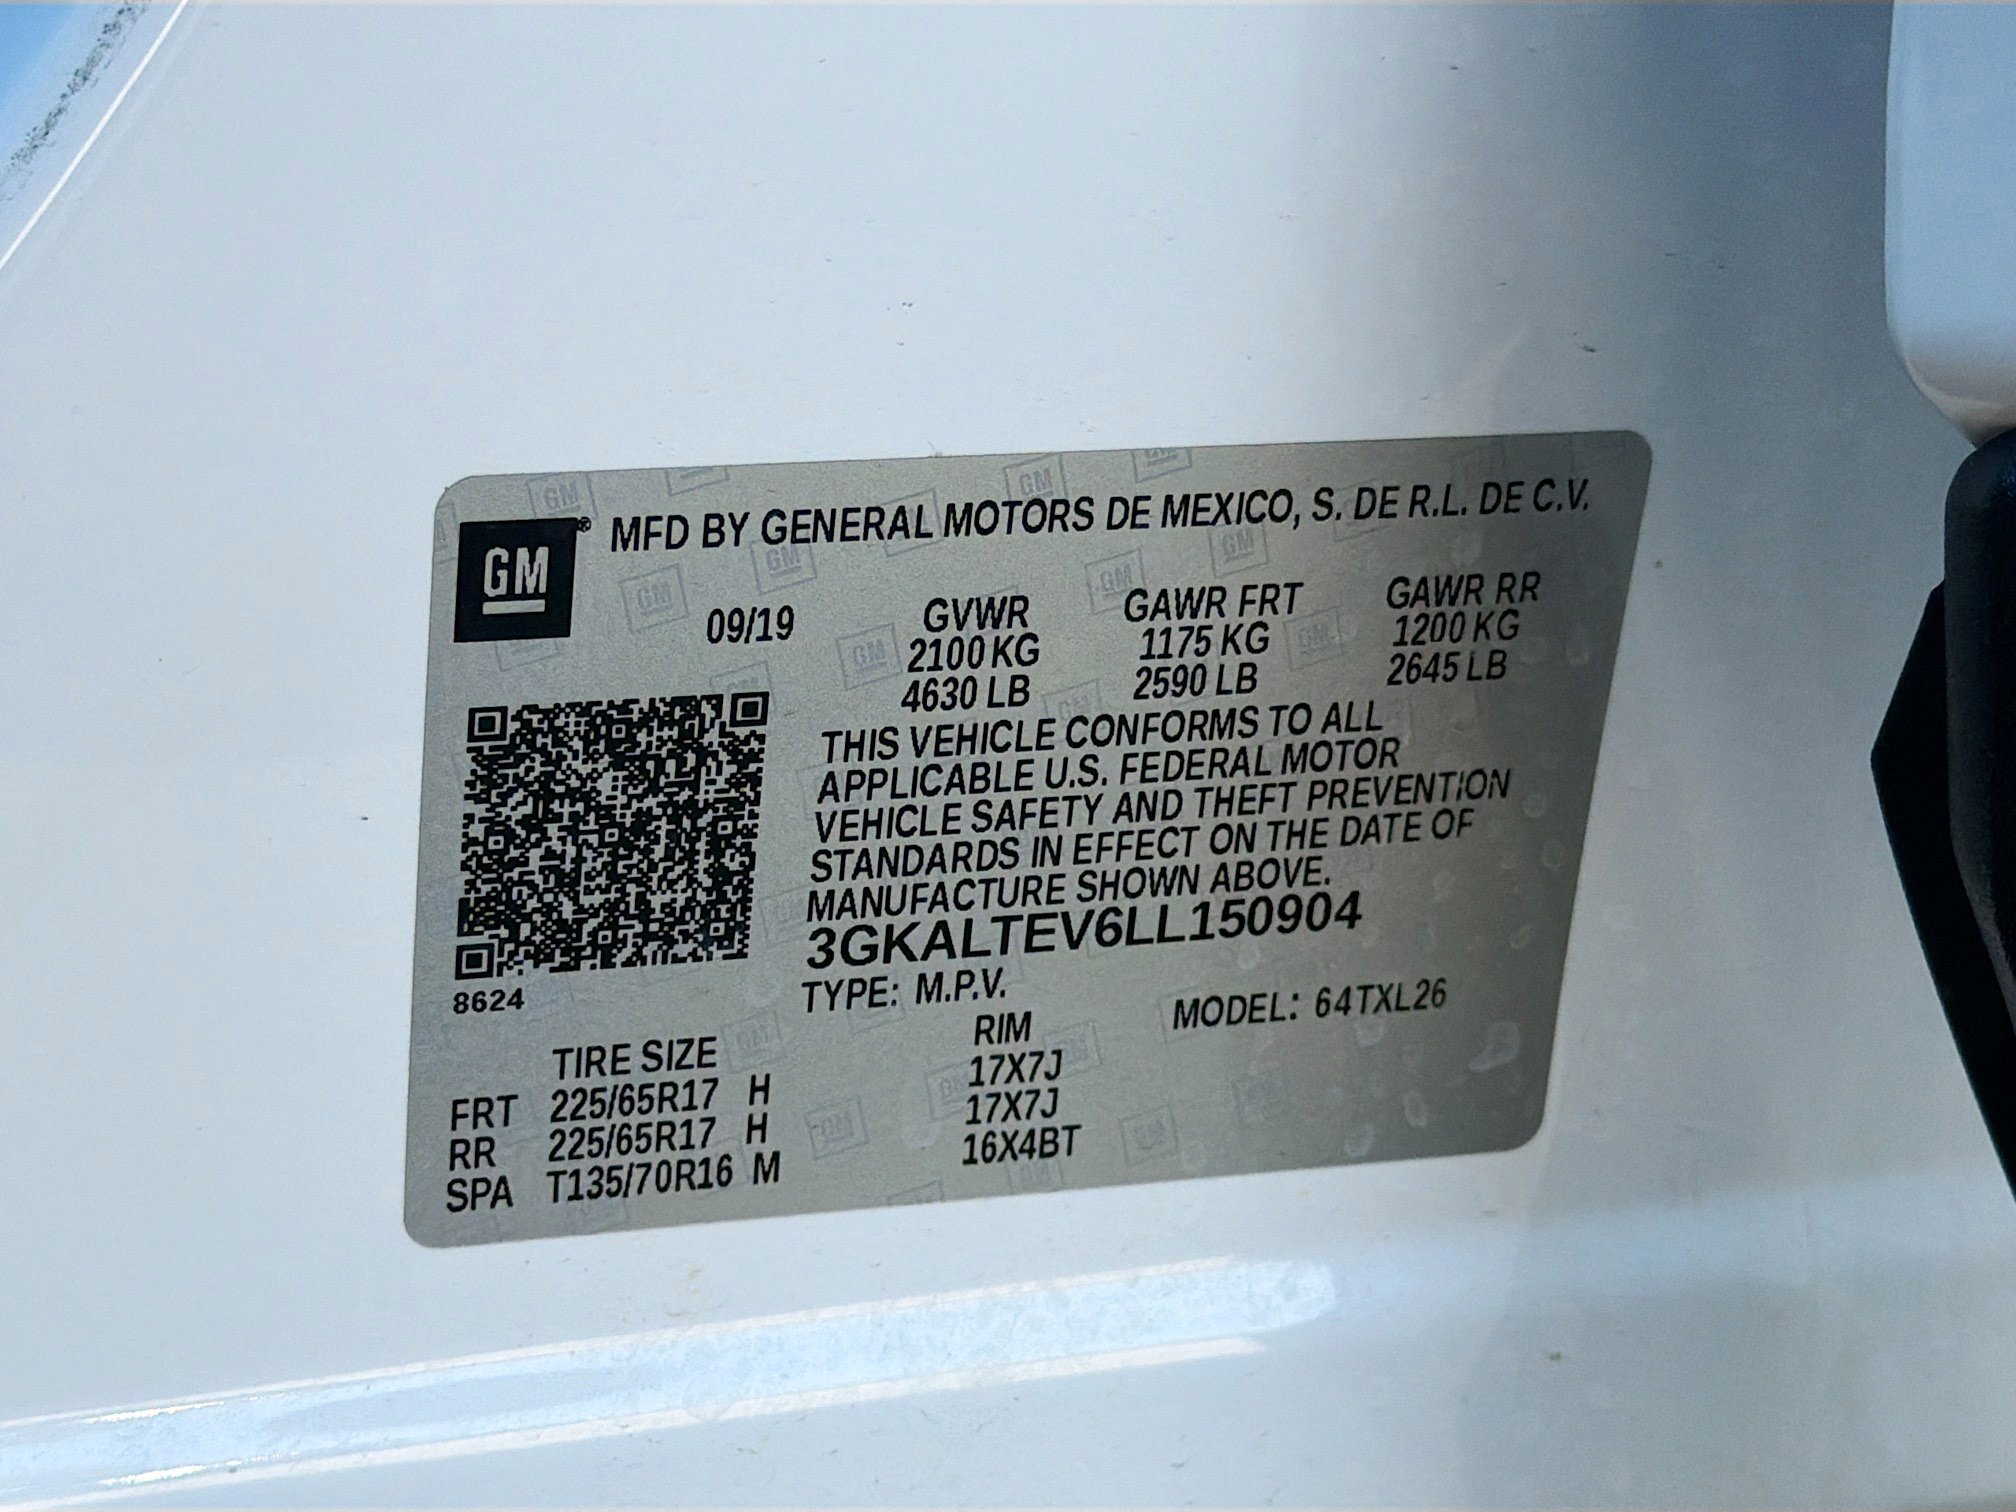 GM® MFD BY GENERAL MOTORS DE MEXICO, S. DE R.L. DE C.V.
09/19 GVWR GAWR FRT GAWR RR
2100 KG 1175 KG 1200 KG
4630 LB 2590 LB 2645 LB
THIS VEHICLE CONFORMS TO ALL
APPLICABLE U.S. FEDERAL MOTOR
VEHICLE SAFETY AND THEFT PREVENTION
STANDARDS IN EFFECT ON THE DATE OF
MANUFACTURE SHOWN ABOVE.
3GKALTEV6LL150904
8624 TYPE: M.P.V. MODEL: 64TXL26
TIRE SIZE RIM
FRT 225/65R17 H 17X7J
RR 225/65R17 H 17X7J
SPA T135/70R16 M 16X4BT